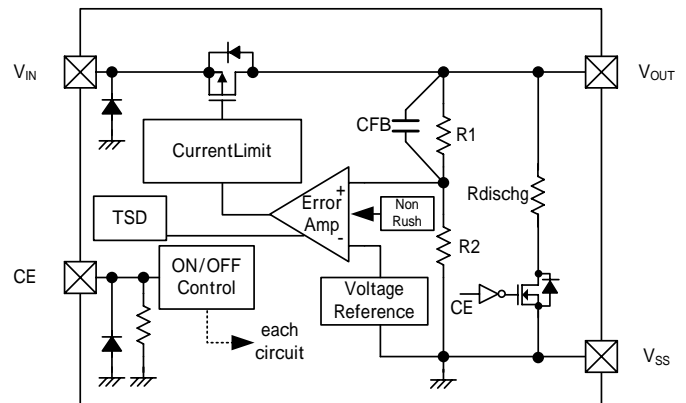 VIN
VOUT
CFB
R1
CurrentLimit
Rdischg
+
Error
Amp
-
Non
Rush
TSD
R2
CE
ON/OFF
Control
Voltage
Reference
CE
each
circuit
VSS